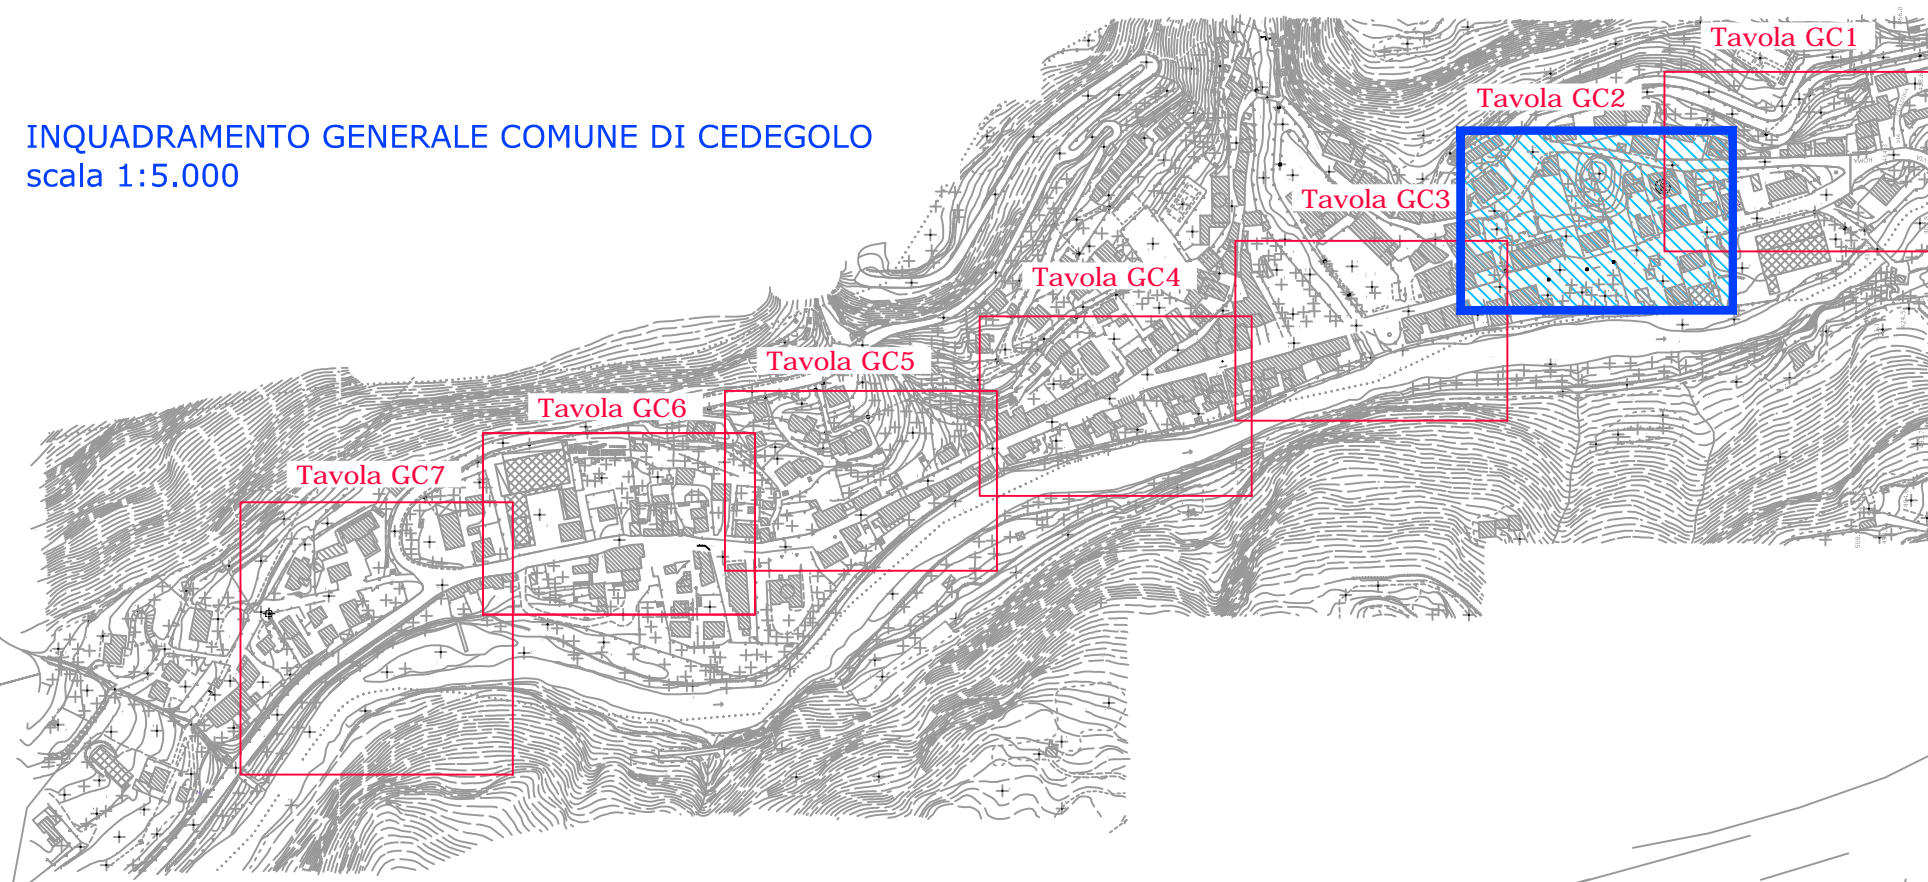 INQUADRAMENTO GENERALE COMUNE DI CEDEGOLO
scala 1:5.000
Tavola GC1
Tavola GC2
Tavola GC3
Tavola GC4
Tavola GC5
Tavola GC6
Tavola GC7